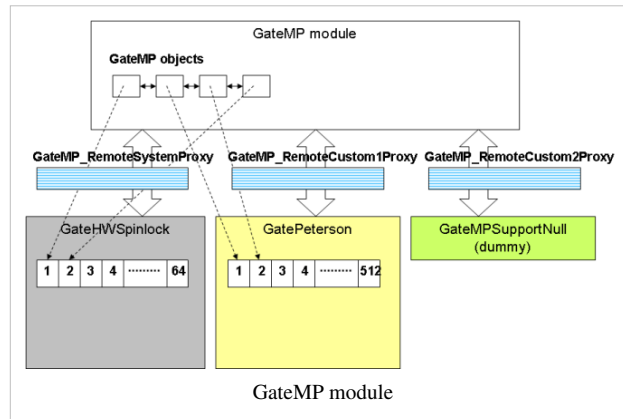 GateMP module
GateMP objects
GateMP_RemoteSystemProxy GateMP_RemoteCustom1Proxy GateMP_RemoteCustom2Proxy
GateHWSpinlock GatePeterson GateMPSupportNull
(dummy)
1 2 3 4 ········· 64 1 2 3 4 ········· 512
GateMP module